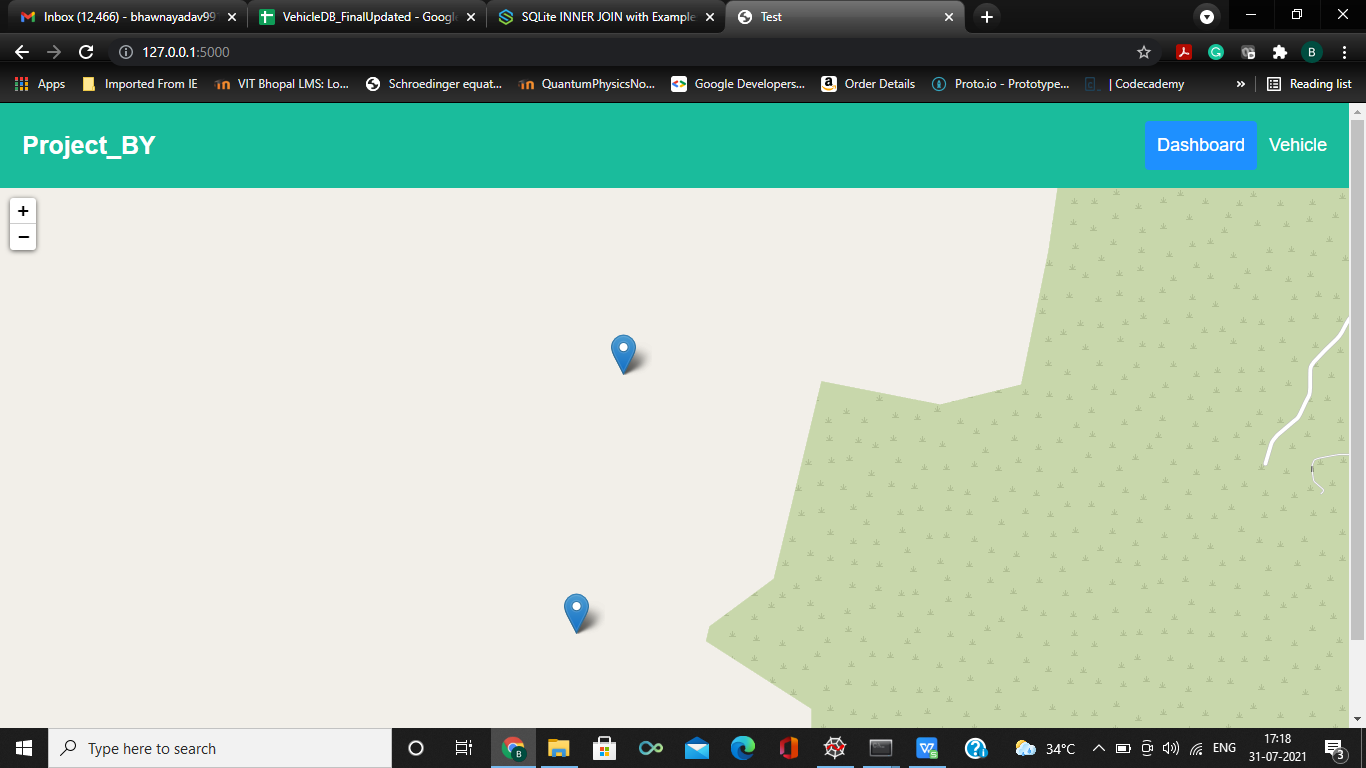 Inbox (12,466) - bhawnayadav99
VehicleDB_FinalUpdated - Google
SQLite INNER JOIN with Example
Test
127.0.0.1:5000
B
Apps
Imported From IE
VIT Bhopal LMS: Lo...
Schroedinger equat...
QuantumPhysicsNo...
Google Developers...
Order Details
Proto.io - Prototype...
| Codecademy
»
Reading list
Project_BY
Dashboard
Vehicle
+
−
Type here to search
34°C
ENG
17:18
31-07-2021
3